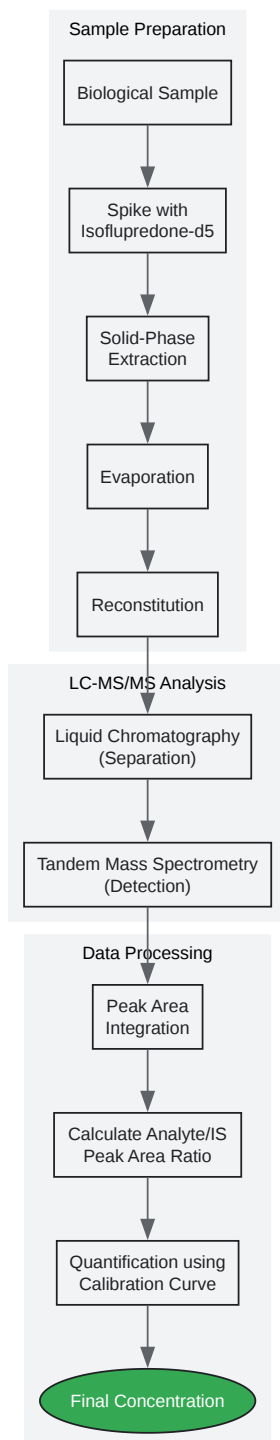 Sample Preparation
Biological Sample
Spike with
Isoflupredone-d5
Solid-Phase
Extraction
Evaporation
Reconstitution
LC-MS/MS Analysis
Liquid Chromatography
(Separation)
Tandem Mass Spectrometry
(Detection)
Data Processing
Peak Area
Integration
Calculate Analyte/IS
Peak Area Ratio
Quantification using
Calibration Curve
Final Concentration